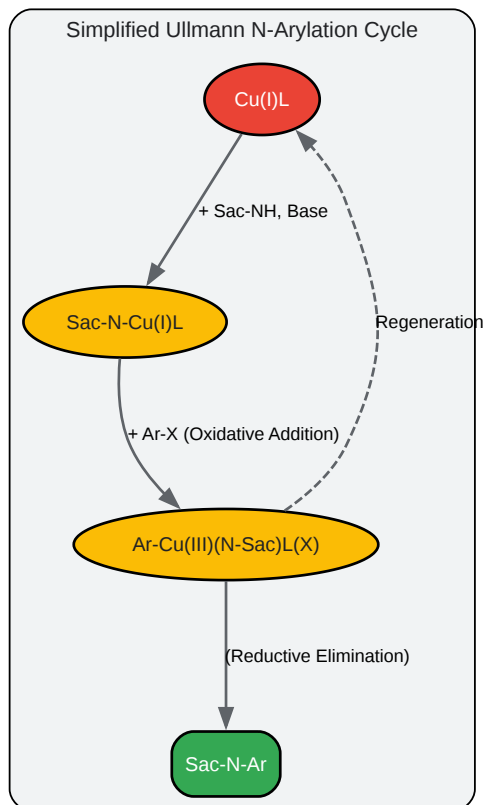 Simplified Ullmann N-Arylation Cycle
Cu(I)L
+ Sac-NH, Base
Sac-N-Cu(I)L
Regeneration
+ Ar-X (Oxidative Addition)
Ar-Cu(III)(N-Sac)L(X)
(Reductive Elimination)
Sac-N-Ar